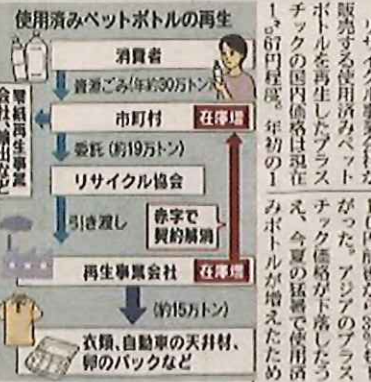 使用済みペットボトルの再生
消費者
資源ごみ(年約30万トン)
市町村
在庫増
委託(約19万トン)
リサイクル協会
引き渡し
赤字で
契約解消
再生事業会社
在庫増
(約15万トン)
衣類、自動車の天井材、
卵のパックなど
販売する使用済みペット
ボトルを再生したプラス
チックの国内価格は現在
67円程度。年初の1
がった。アジアのプラス
チック価格が下落したう
え、今夏の猛暑で使用済
みボトルが増えたため